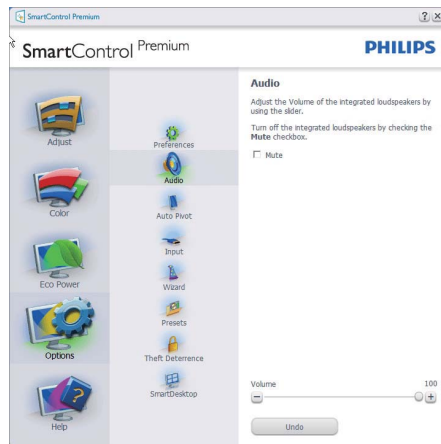 SmartControl Premium
SmartControl Premium
PHILIPS
Adjust
Color
Eco Power
Options
Help
Preferences
Audio
Auto Pivot
Input
Wizard
Presets
Theft Deterrence
SmartDesktop
Audio
Adjust the Volume of the integrated loudspeakers by
using the slider.
Turn off the integrated loudspeakers by checking the
Mute checkbox.
Mute
Volume 100
Undo